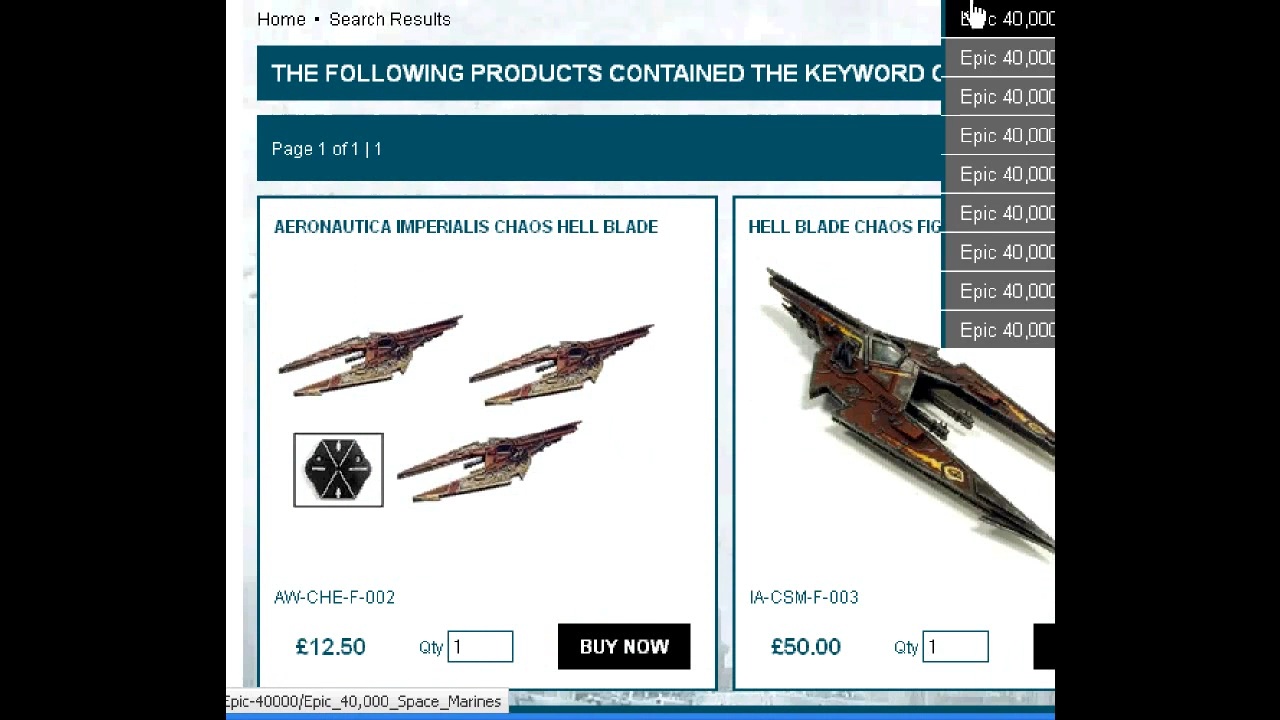 Home • Search Results
THE FOLLOWING PRODUCTS CONTAINED THE KEYWORD
Page 1 of 1 | 1
AERONAUTICA IMPERIALIS CHAOS HELL BLADE
AW-CHE-F-002
£12.50
Qty
1
BUY NOW
HELL BLADE CHAOS
IA-CSM-F-003
£50.00
Qty
1
40,000
Epic 40,000
Epic 40,000
Epic 40,000
Epic 40,000
Epic 40,000
Epic 40,000
Epic 40,000
Epic 40,000
Epic-40000/Epic_40,000_Space_Marines